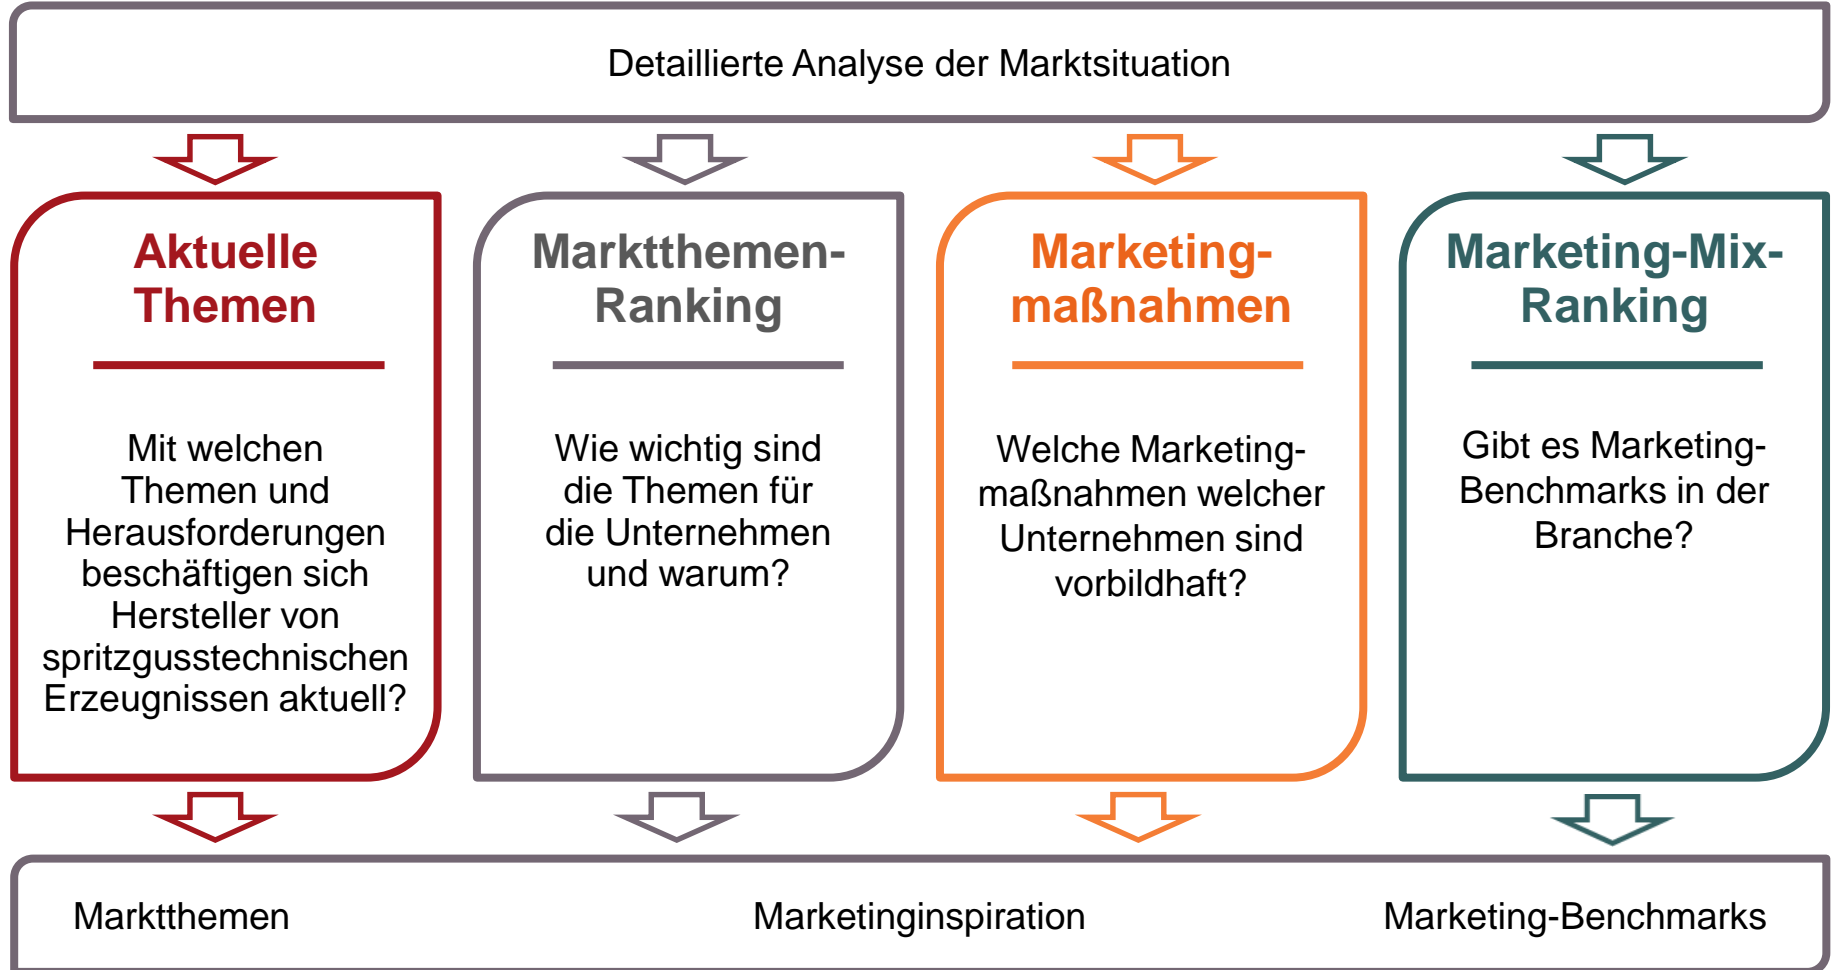 Detaillierte Analyse der Marktsituation
Aktuelle
Themen
Mit welchen
Themen und
Herausforderungen
beschäftigen sich
Hersteller von
spritzgusstechnischen
Erzeugnissen aktuell?
Marktthemen-
Ranking
Wie wichtig sind
die Themen für
die Unternehmen
und warum?
Marketing-
maßnahmen
Welche Marketing-
maßnahmen welcher
Unternehmen sind
vorbildhaft?
Marketing-Mix-
Ranking
Gibt es Marketing-
Benchmarks in der
Branche?
Marktthemen
Marketinginspiration
Marketing-Benchmarks